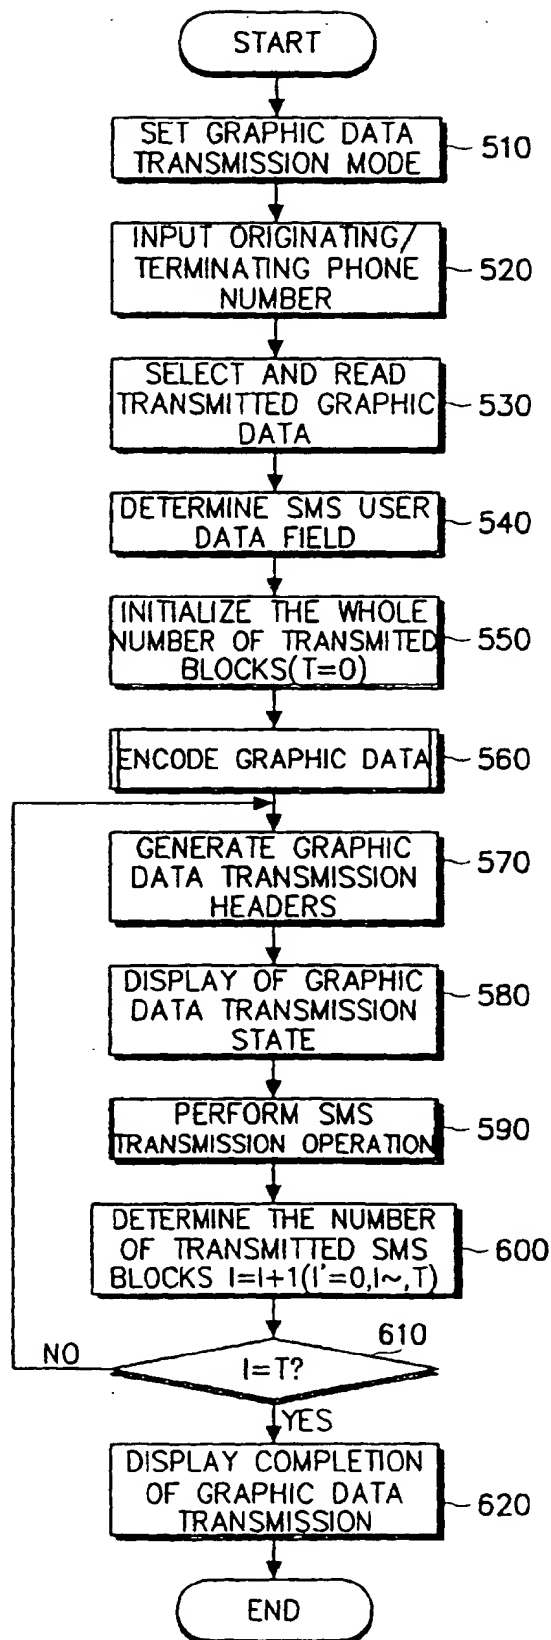 START
SET GRAPHIC DATA
TRANSMISSION MODE
510
INPUT ORIGINATING/
TERMINATING PHONE
NUMBER
520
SELECT AND READ
TRANSMITTED GRAPHIC
DATA
530
DETERMINE SMS USER
DATA FIELD
540
INITIALIZE THE WHOLE
NUMBER OF TRANSMITED
BLOCKS(T=0)
550
ENCODE GRAPHIC DATA
560
GENERATE GRAPHIC
DATA TRANSMISSION
HEADERS
570
DISPLAY OF GRAPHIC
DATA TRANSMISSION
STATE
580
PERFORM SMS
TRANSMISSION OPERATION
590
DETERMINE THE NUMBER
OF TRANSMITTED SMS
BLOCKS I=I+1(I'=0,I~,T)
600
610
I=T?
NO
YES
DISPLAY COMPLETION
OF GRAPHIC DATA
TRANSMISSION
620
END